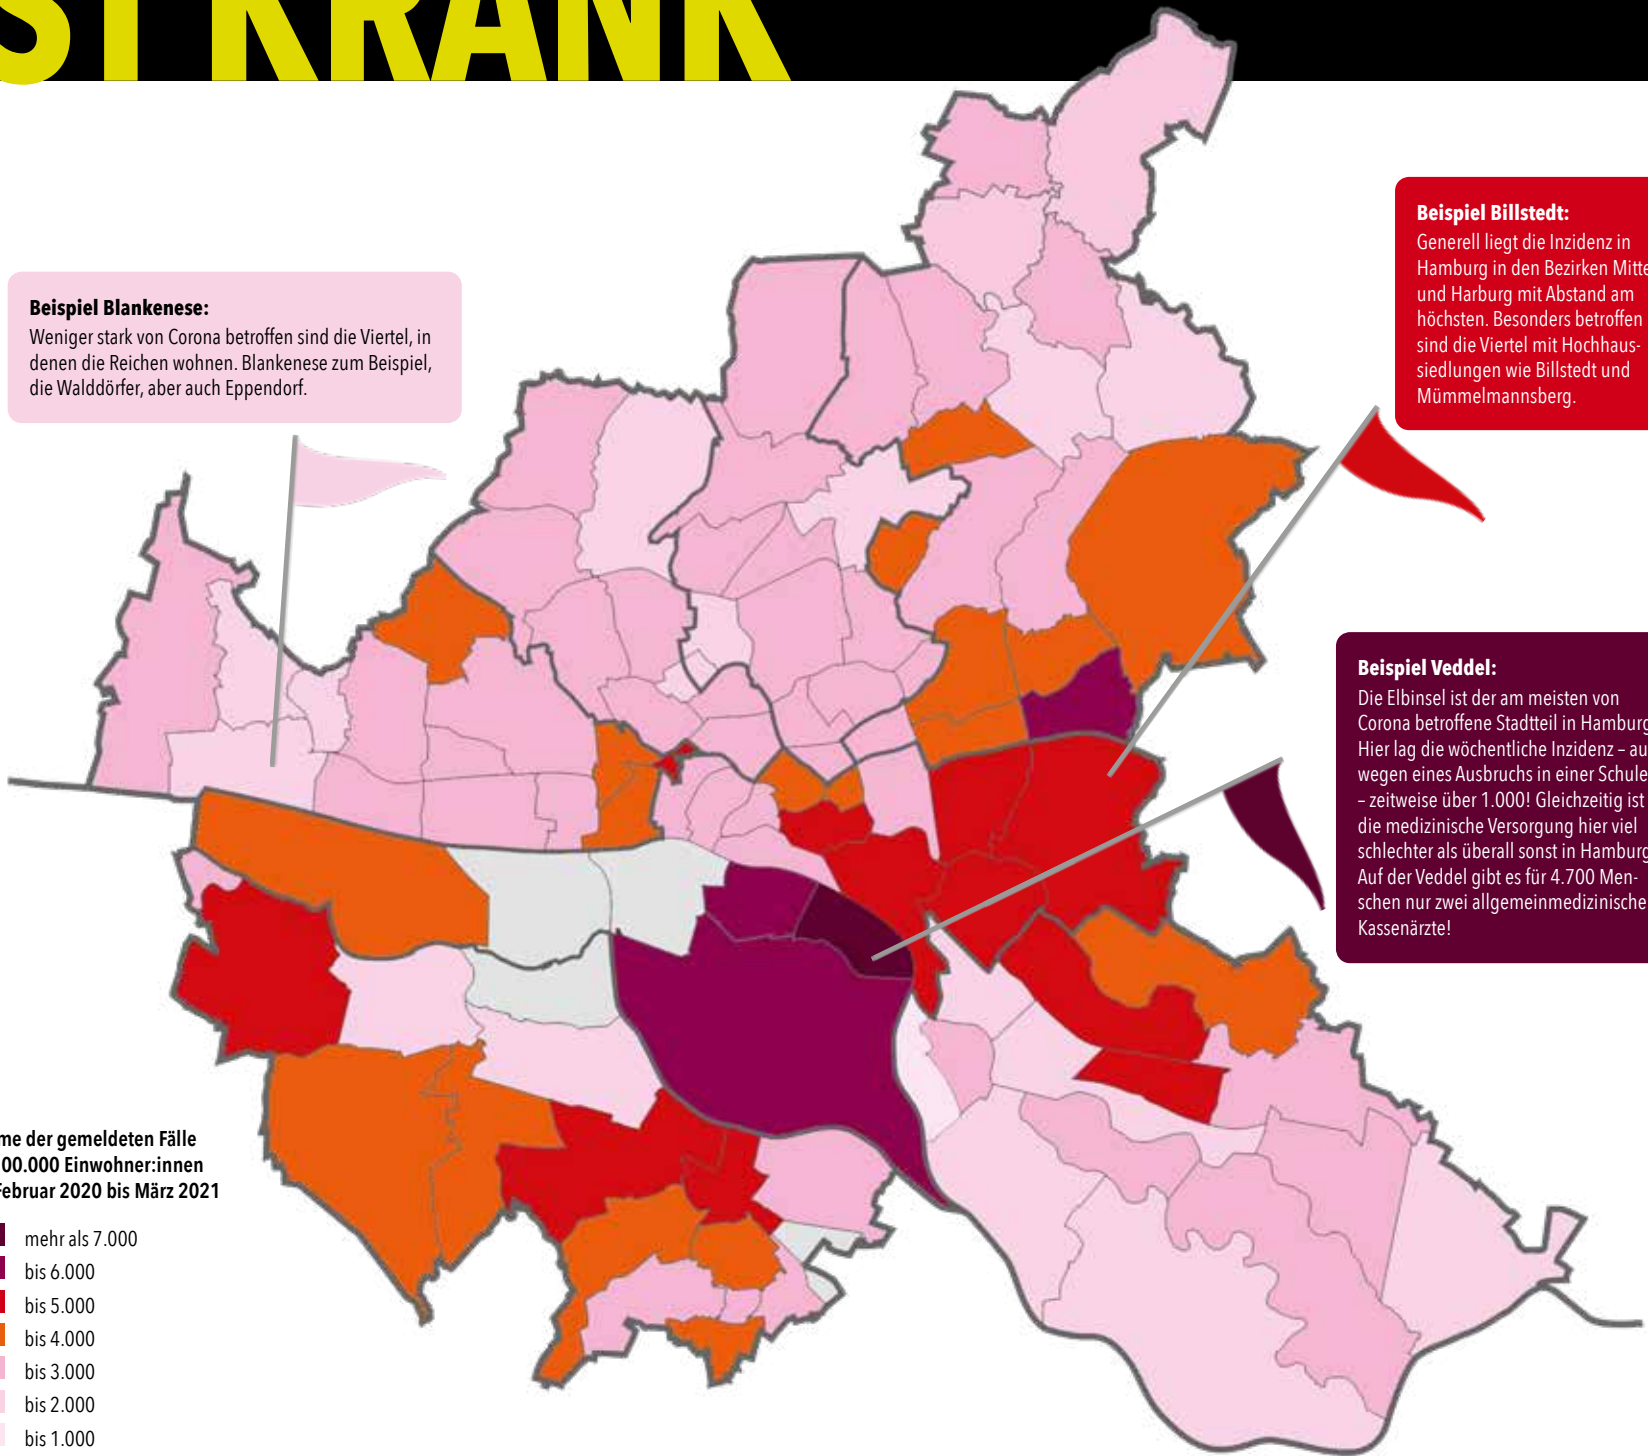 ST KRANK
Beispiel Blankenese:
Weniger stark von Corona betroffen sind die Viertel, in
denen die Reichen wohnen. Blankenese zum Beispiel,
die Walddörfer, aber auch Eppendorf.
Beispiel Billstedt:
Generell liegt die Inzidenz in
Hamburg in den Bezirken Mitte
und Harburg mit Abstand am
höchsten. Besonders betroffen
sind die Viertel mit Hochhaus-
siedlungen wie Billstedt und
Mümmelmannsberg.
Beispiel Veddel:
Die Elbinsel ist der am meisten von
Corona betroffene Stadtteil in Hamburg
Hier lag die wöchentliche Inzidenz – au
wegen eines Ausbruchs in einer Schule
– zeitweise über 1.000! Gleichzeitig ist
die medizinische Versorgung hier viel
schlechter als überall sonst in Hamburg
Auf der Veddel gibt es für 4.700 Men-
schen nur zwei allgemeinmedizinische
Kassenärzte!
me der gemeldeten Fälle
00.000 Einwohner:innen
Februar 2020 bis März 2021
mehr als 7.000
bis 6.000
bis 5.000
bis 4.000
bis 3.000
bis 2.000
bis 1.000